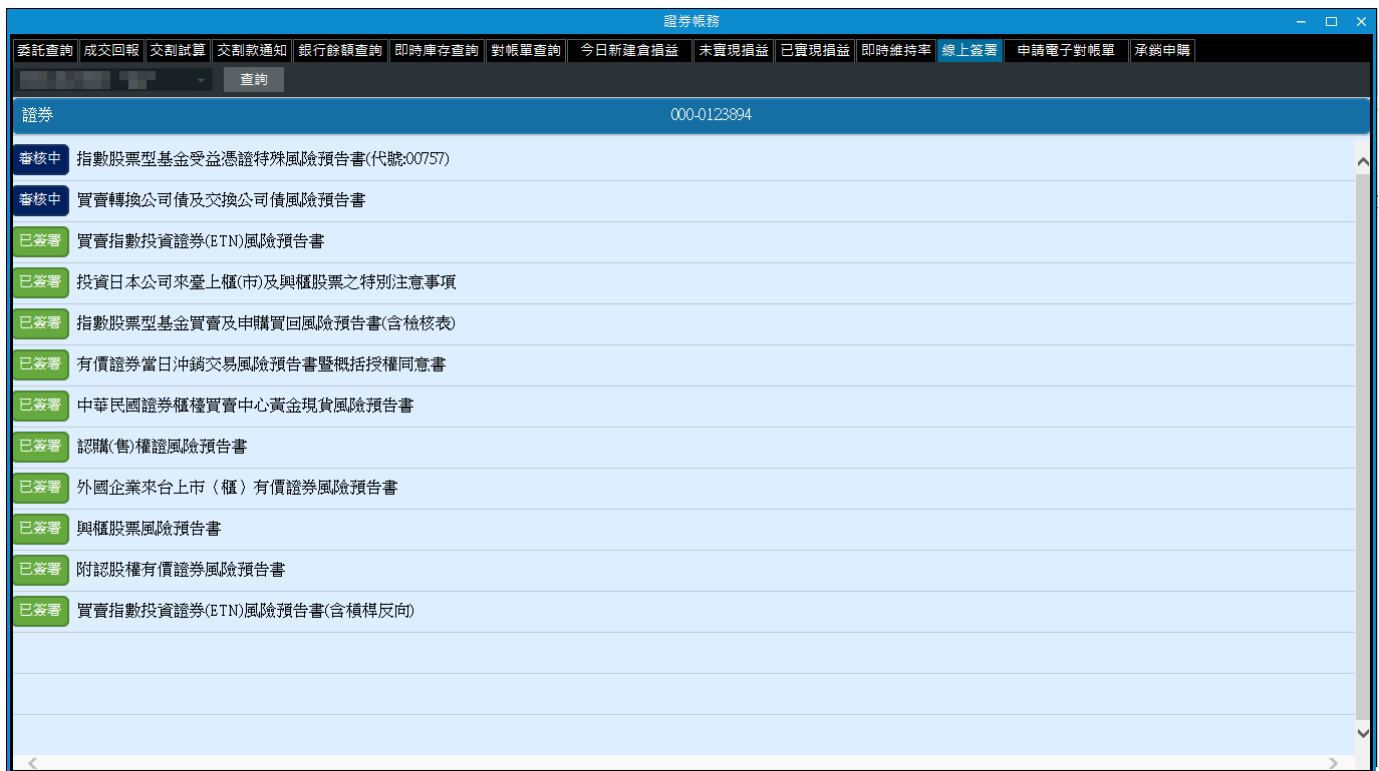 證券帳務
委託查詢 成交回報 交割試算 交割款通知 銀行餘額查詢 即時庫存查詢 對帳單查詢 今日新建倉損益 未實現損益 已實現損益 即時維持率 線上簽署 申請電子對帳單 承銷申購
查詢
證券 000-0123894
審核中 指數股票型基金受益憑證特殊風險預告書(代號:00757)
審核中 買賣轉換公司債及交換公司債風險預告書
已簽署 買賣指數投資證券(ETN)風險預告書
已簽署 投資日本公司來臺上櫃(市)及興櫃股票之特別注意事項
已簽署 指數股票型基金買賣及申購買回風險預告書(含檢核表)
已簽署 有價證券當日沖銷交易風險預告書暨概括授權同意書
已簽署 中華民國證券櫃檯買賣中心黃金現貨風險預告書
已簽署 認購(售)權證風險預告書
已簽署 外國企業來台上市（櫃）有價證券風險預告書
已簽署 興櫃股票風險預告書
已簽署 附認股權有價證券風險預告書
已簽署 買賣指數投資證券(ETN)風險預告書(含槓桿反向)